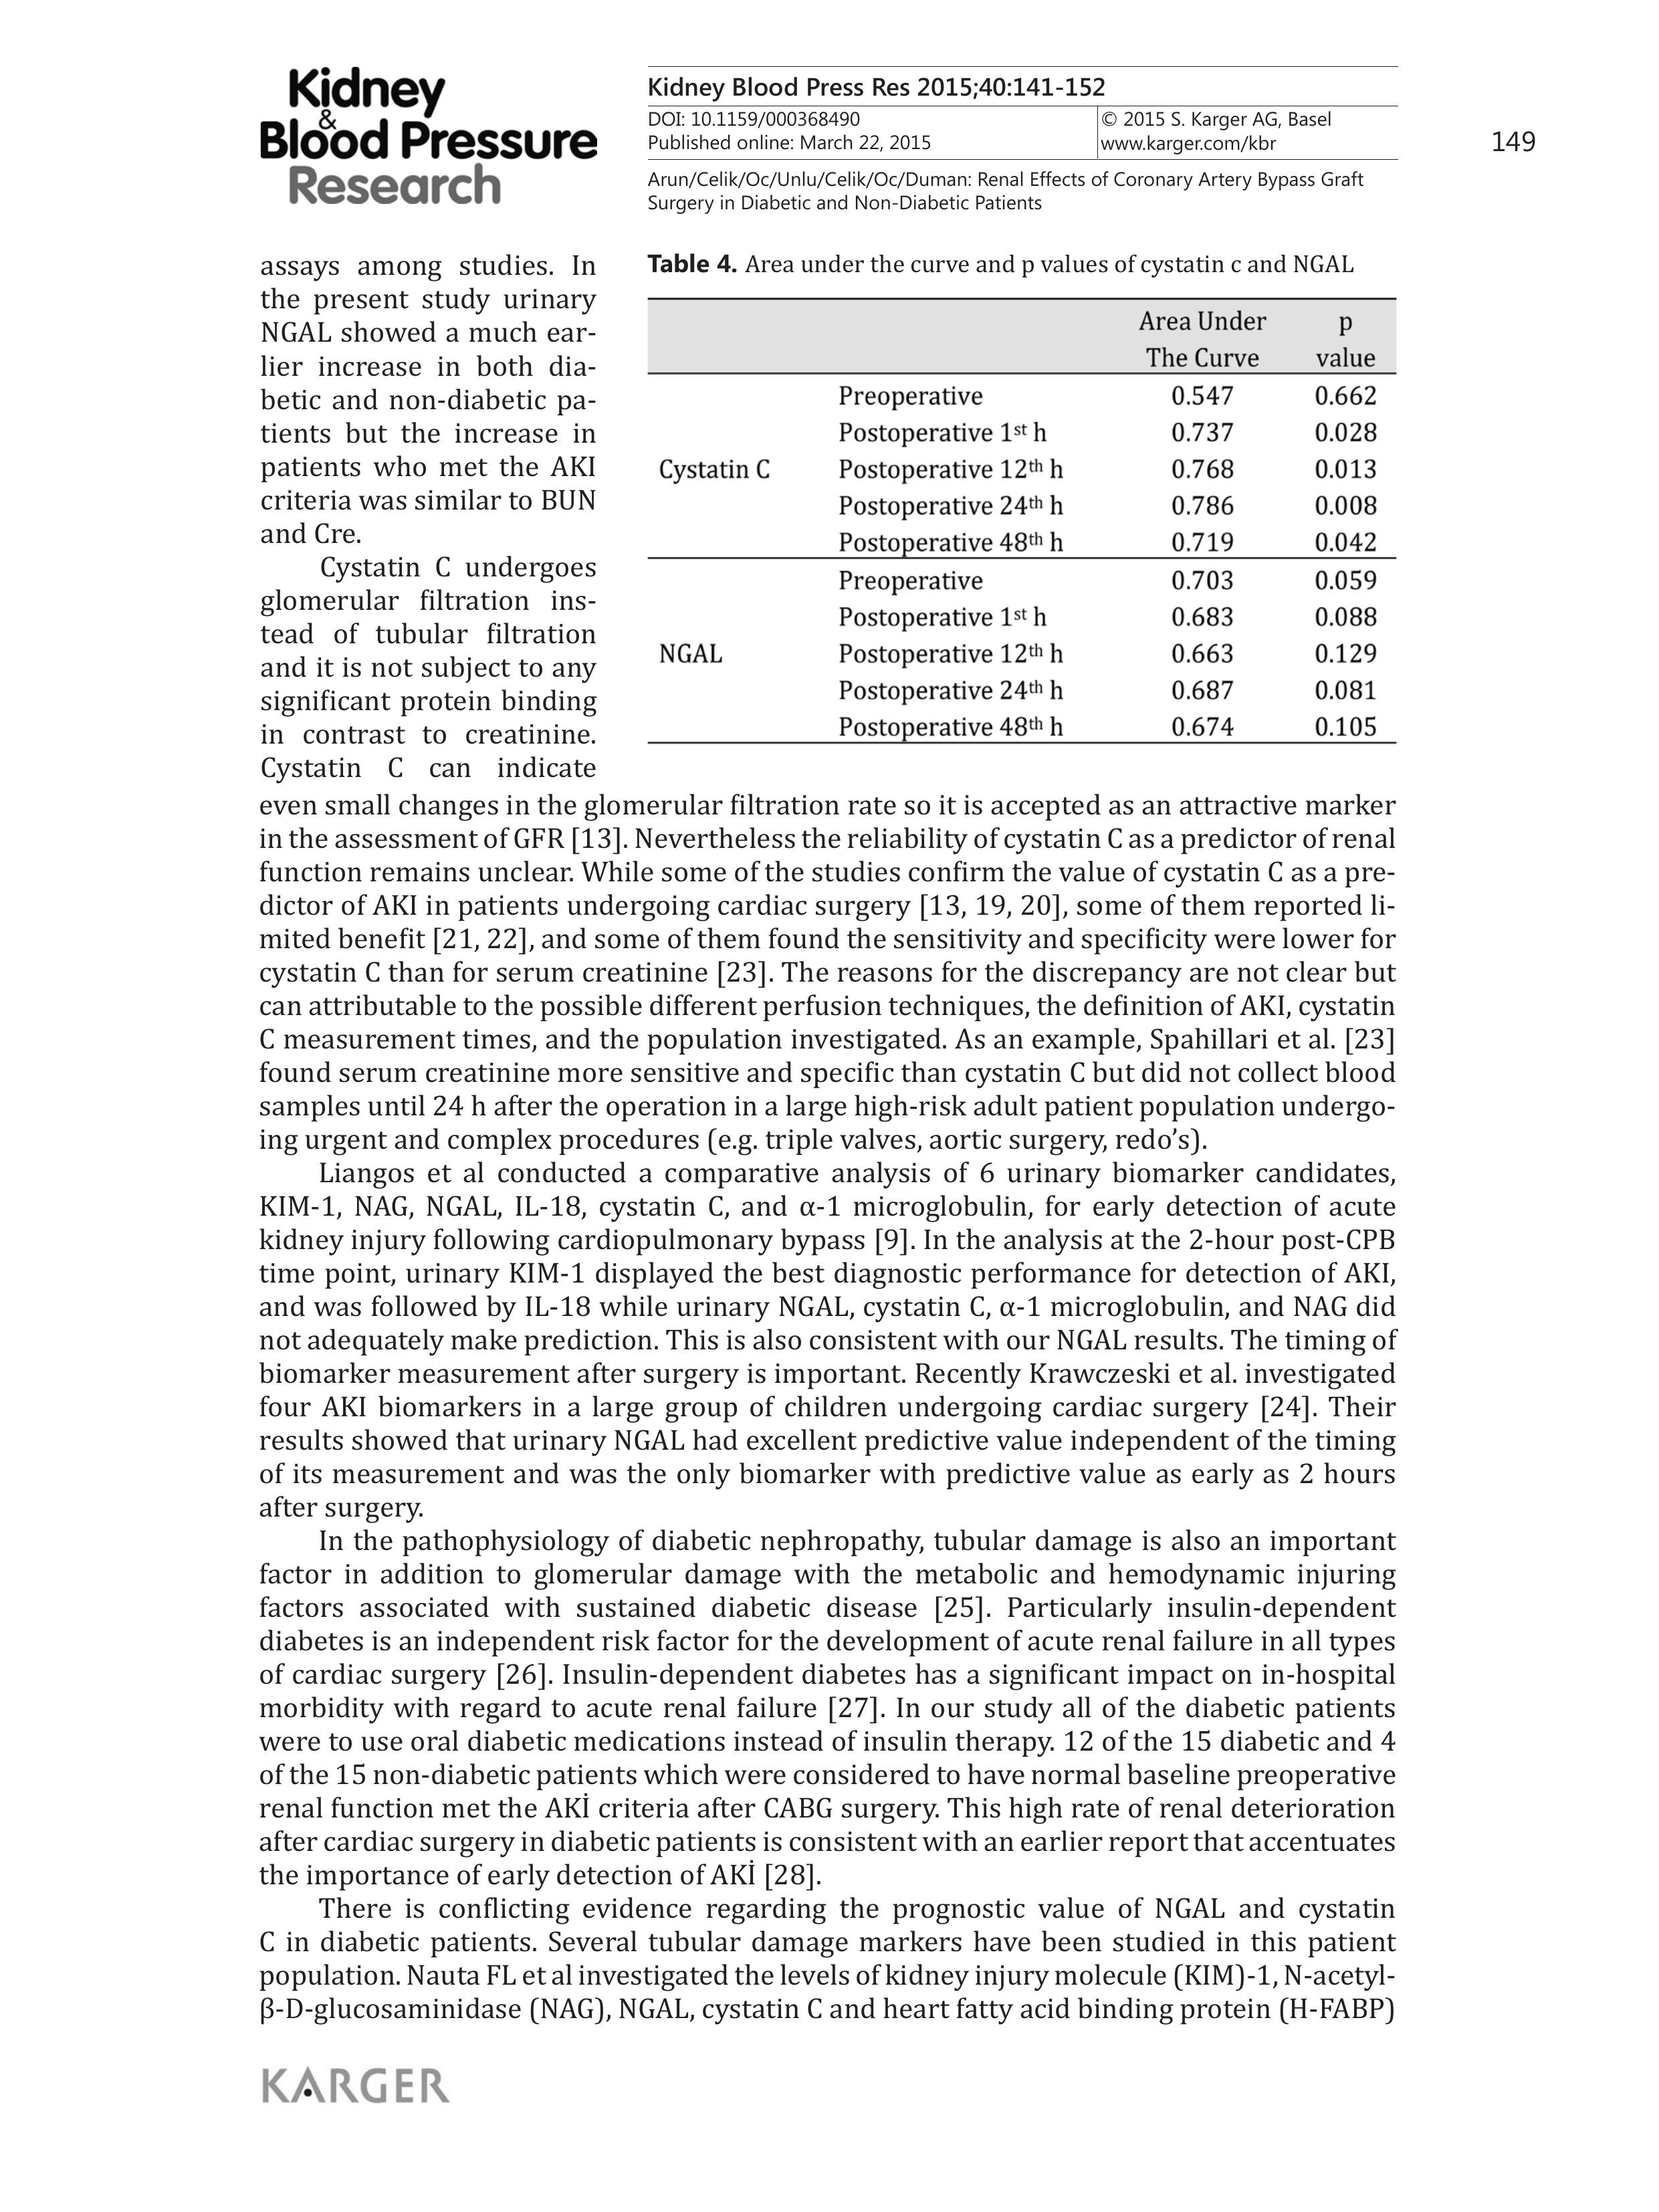 Kidney
&
Blood Pressure
Research
Kidney Blood Press Res 2015;40:141-152
DOI: 10.1159/000368490
Published online: March 22, 2015
© 2015 S. Karger AG, Basel
www.karger.com/kbr
149
Arun/Celik/Oc/Unlu/Celik/Oc/Duman: Renal Effects of Coronary Artery Bypass Graft
Surgery in Diabetic and Non-Diabetic Patients
assays among studies. In
the present study urinary
NGAL showed a much ear-
lier increase in both dia-
betic and non-diabetic pa-
tients but the increase in
patients who met the AKI
criteria was similar to BUN
and Cre.
Cystatin C undergoes
glomerular filtration ins-
tead of tubular filtration
and it is not subject to any
significant protein binding
in contrast to creatinine.
Cystatin C can indicate
Table 4. Area under the curve and p values of cystatin c and NGAL
Area Under The Curve p value
Cystatin C
Preoperative 0.547 0.662
Postoperative 1st h 0.737 0.028
Postoperative 12th h 0.768 0.013
Postoperative 24th h 0.786 0.008
Postoperative 48th h 0.719 0.042
NGAL
Preoperative 0.703 0.059
Postoperative 1st h 0.683 0.088
Postoperative 12th h 0.663 0.129
Postoperative 24th h 0.687 0.081
Postoperative 48th h 0.674 0.105
even small changes in the glomerular filtration rate so it is accepted as an attractive marker
in the assessment of GFR [13]. Nevertheless the reliability of cystatin C as a predictor of renal
function remains unclear. While some of the studies confirm the value of cystatin C as a pre-
dictor of AKI in patients undergoing cardiac surgery [13, 19, 20], some of them reported li-
mited benefit [21, 22], and some of them found the sensitivity and specificity were lower for
cystatin C than for serum creatinine [23]. The reasons for the discrepancy are not clear but
can attributable to the possible different perfusion techniques, the definition of AKI, cystatin
C measurement times, and the population investigated. As an example, Spahillari et al. [23]
found serum creatinine more sensitive and specific than cystatin C but did not collect blood
samples until 24 h after the operation in a large high-risk adult patient population undergo-
ing urgent and complex procedures (e.g. triple valves, aortic surgery, redo’s).
Liangos et al conducted a comparative analysis of 6 urinary biomarker candidates,
KIM-1, NAG, NGAL, IL-18, cystatin C, and α-1 microglobulin, for early detection of acute
kidney injury following cardiopulmonary bypass [9]. In the analysis at the 2-hour post-CPB
time point, urinary KIM-1 displayed the best diagnostic performance for detection of AKI,
and was followed by IL-18 while urinary NGAL, cystatin C, α-1 microglobulin, and NAG did
not adequately make prediction. This is also consistent with our NGAL results. The timing of
biomarker measurement after surgery is important. Recently Krawczeski et al. investigated
four AKI biomarkers in a large group of children undergoing cardiac surgery [24]. Their
results showed that urinary NGAL had excellent predictive value independent of the timing
of its measurement and was the only biomarker with predictive value as early as 2 hours
after surgery.
In the pathophysiology of diabetic nephropathy, tubular damage is also an important
factor in addition to glomerular damage with the metabolic and hemodynamic injuring
factors associated with sustained diabetic disease [25]. Particularly insulin-dependent
diabetes is an independent risk factor for the development of acute renal failure in all types
of cardiac surgery [26]. Insulin-dependent diabetes has a significant impact on in-hospital
morbidity with regard to acute renal failure [27]. In our study all of the diabetic patients
were to use oral diabetic medications instead of insulin therapy. 12 of the 15 diabetic and 4
of the 15 non-diabetic patients which were considered to have normal baseline preoperative
renal function met the AKİ criteria after CABG surgery. This high rate of renal deterioration
after cardiac surgery in diabetic patients is consistent with an earlier report that accentuates
the importance of early detection of AKİ [28].
There is conflicting evidence regarding the prognostic value of NGAL and cystatin
C in diabetic patients. Several tubular damage markers have been studied in this patient
population. Nauta FL et al investigated the levels of kidney injury molecule (KIM)-1, N-acetyl-
β-D-glucosaminidase (NAG), NGAL, cystatin C and heart fatty acid binding protein (H-FABP)
KARGER